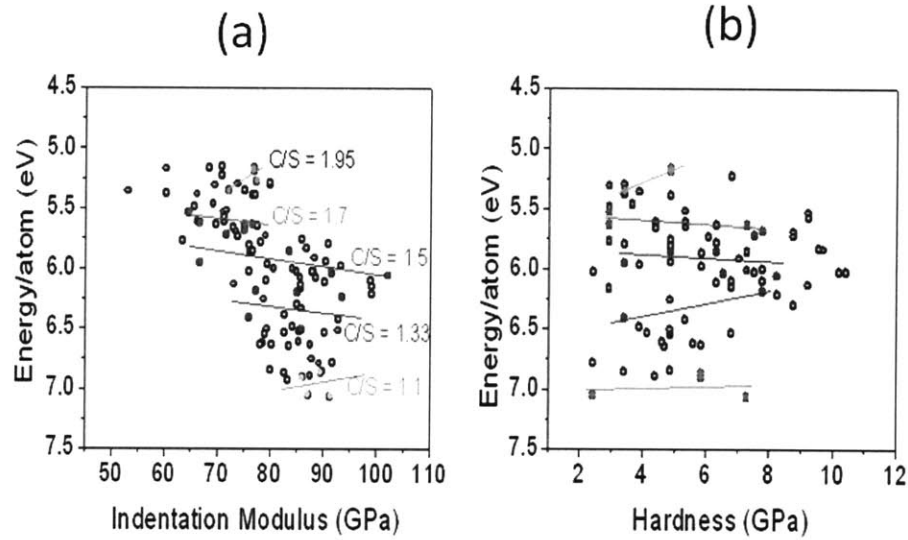 (a)
(b)
4.5
5.0
5.5
6.0
6.5
7.0
7.5
Energy/atom (eV)
C/S = 1.95
C/S = 1.7
C/S = 1.5
C/S = 1.33
C/S = 1.1
50 60 70 80 90 100 110
Indentation Modulus (GPa)
4.5
5.0
5.5
6.0
6.5
7.0
7.5
Energy/atom (eV)
2 4 6 8 10 12
Hardness (GPa)